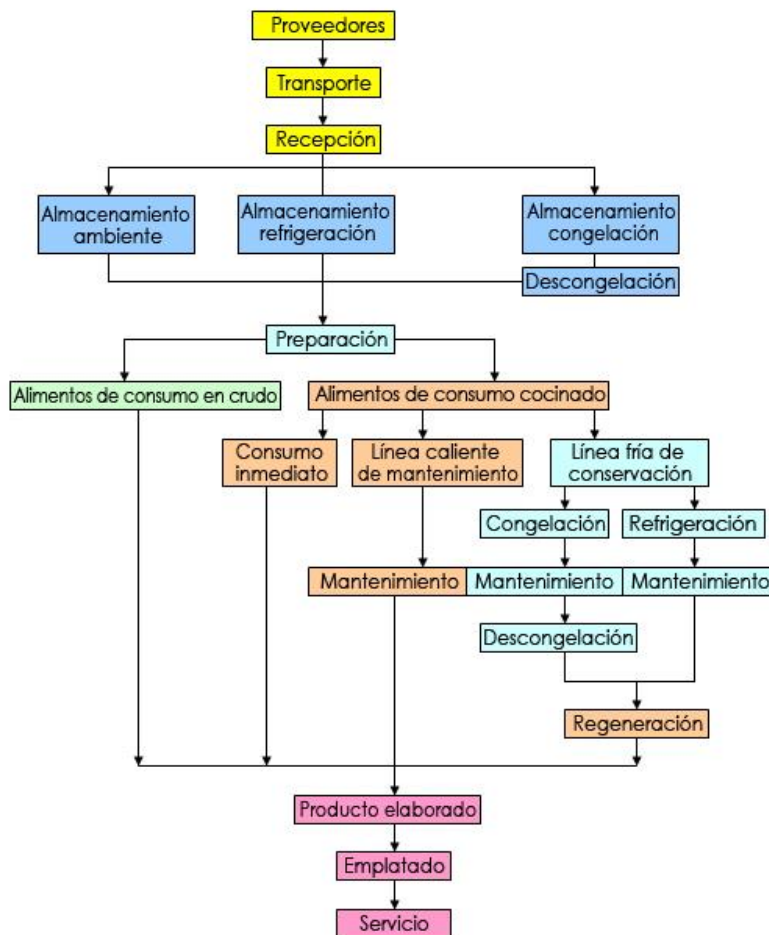 Proveedores
Transporte
Recepción
Almacenamiento
ambiente
Almacenamiento
refrigeración
Almacenamiento
congelación
Descongelación
Preparación
Alimentos de consumo en crudo
Alimentos de consumo cocinado
Consumo
inmediato
Línea caliente
de mantenimiento
Línea fría de
conservación
Congelación
Refrigeración
Mantenimiento
Mantenimiento
Mantenimiento
Descongelación
Regeneración
Producto elaborado
Emplatado
Servicio